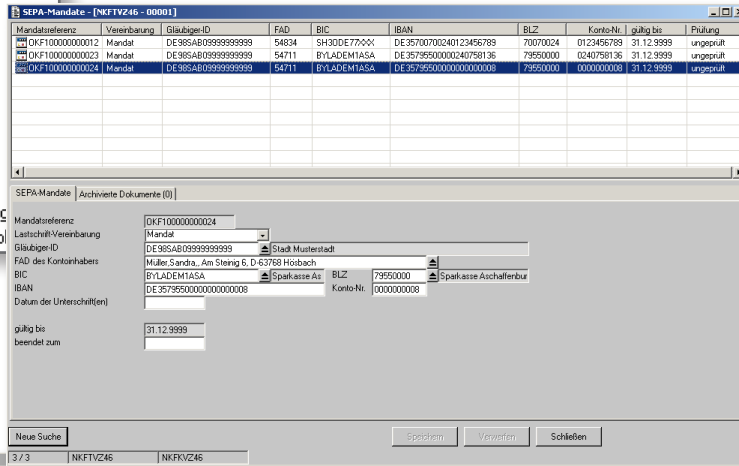 SEPA-Mandate - [NKFTVZ46 - 00001]
Mandatsreferenz Vereinbarung Gläubiger-ID FAD BIC IBAN BLZ Konto-Nr. gültig bis Prüfung
OKF100000000012 Mandat DE98SAB09999999999 54834 SH30DE77XXX DE35700700240123456789 70070024 0123456789 31.12.9999 ungeprüft
OKF100000000023 Mandat DE98SAB09999999999 54711 BYLADEM1ASA DE35795500000240758136 79550000 0240758136 31.12.9999 ungeprüft
OKF100000000024 Mandat DE98SAB09999999999 54711 BYLADEM1ASA DE35795500000000000008 79550000 0000000008 31.12.9999 ungeprüft
SEPA-Mandate Archivierte Dokumente (0)
Mandatsreferenz OKF100000000024
Lastschrift-Vereinbarung Mandat
Gläubiger-ID DE98SAB09999999999 Stadt Musterstadt
FAD des Kontoinhabers Müller,Sandra,, Am Steinig 6, D-63768 Hösbach
BIC BYLADEM1ASA Sparkasse As BLZ 79550000 Sparkasse Aschaffenbur
IBAN DE35795500000000000008 Konto-Nr. 0000000008
Datum der Unterschrift(en)
gültig bis 31.12.9999
beendet zum
Neue Suche Speichern Verwerfen Schließen
3 / 3 NKFTVZ46 NKFKVZ46